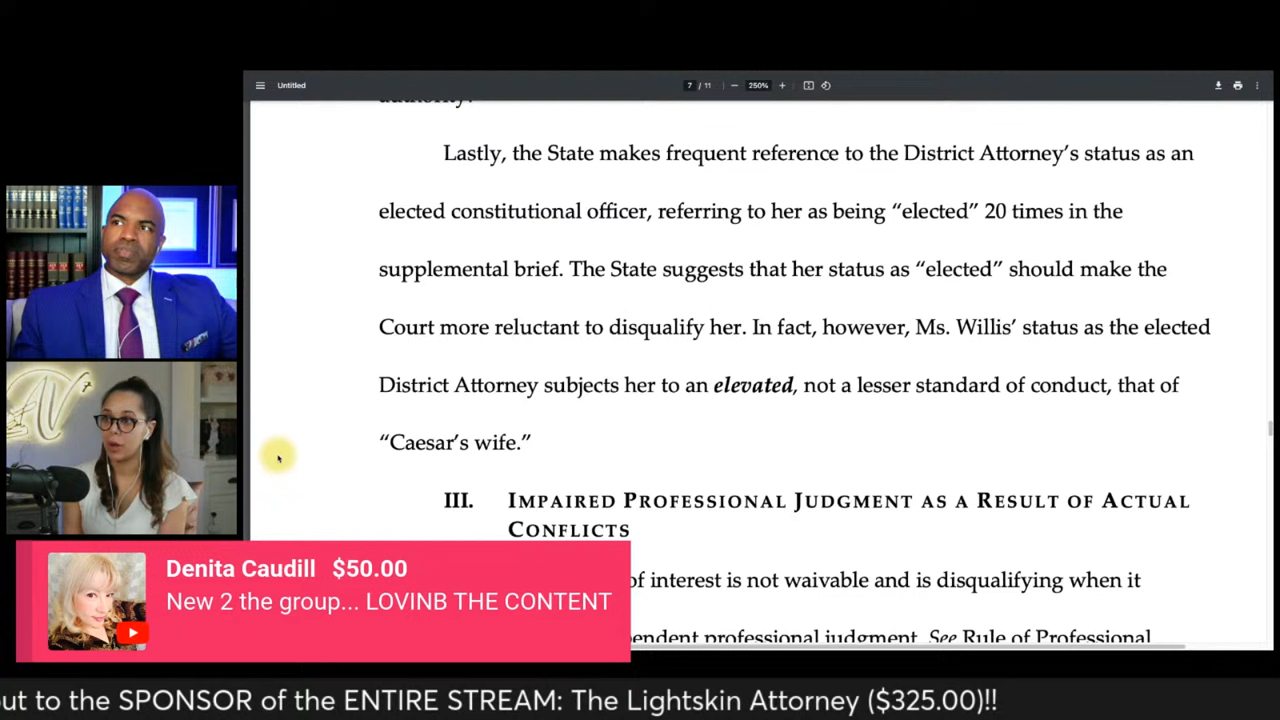 Untitled
7 / 11
250%
authority.
Lastly, the State makes frequent reference to the District Attorney’s status as an
elected constitutional officer, referring to her as being “elected” 20 times in the
supplemental brief. The State suggests that her status as “elected” should make the
Court more reluctant to disqualify her. In fact, however, Ms. Willis’ status as the elected
District Attorney subjects her to an elevated, not a lesser standard of conduct, that of
“Caesar’s wife.”
III. IMPAIRED PROFESSIONAL JUDGMENT AS A RESULT OF ACTUAL
CONFLICTS
of interest is not waivable and is disqualifying when it
pendent professional judgment. See Rule of Professional
AV
Denita Caudill $50.00
New 2 the group... LOVINB THE CONTENT
out to the SPONSOR of the ENTIRE STREAM: The Lightskin Attorney ($325.00)!!